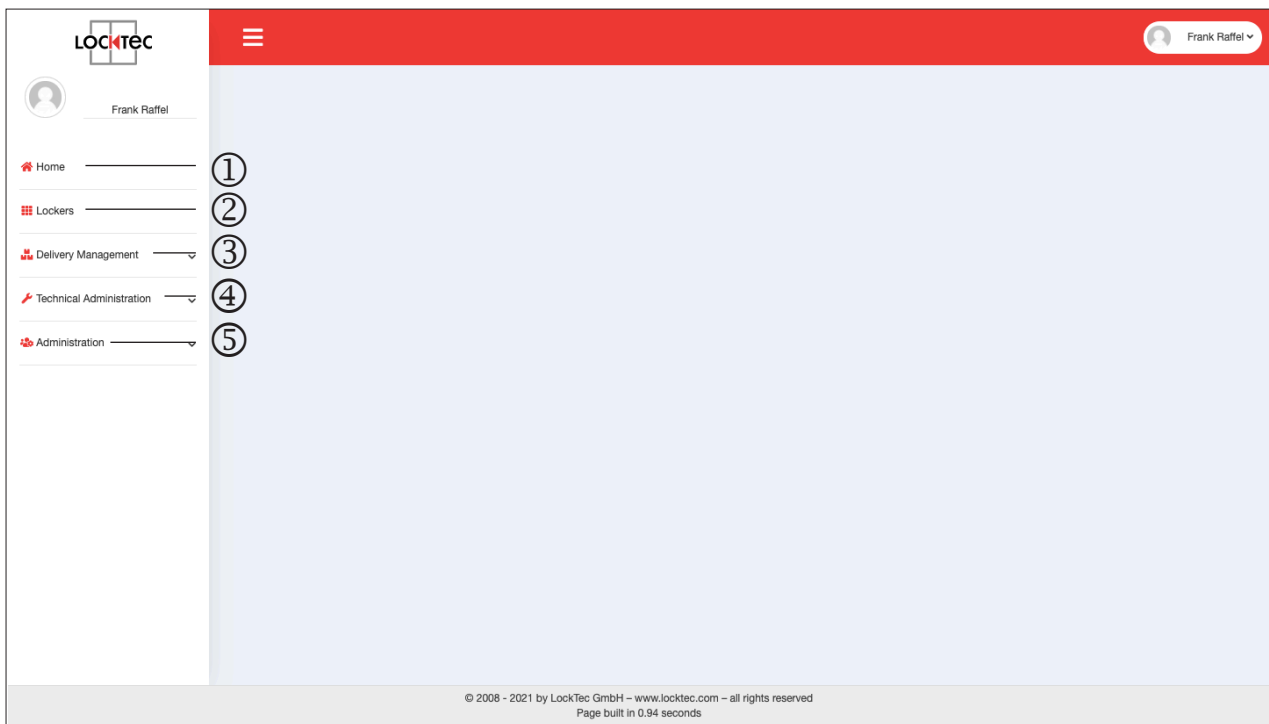 LOCKTEC
Frank Raffel
Frank Raffel
Home ①
Lockers ②
Delivery Management ③
Technical Administration ④
Administration ⑤
© 2008 - 2021 by LockTec GmbH – www.locktec.com – all rights reserved
Page built in 0.94 seconds